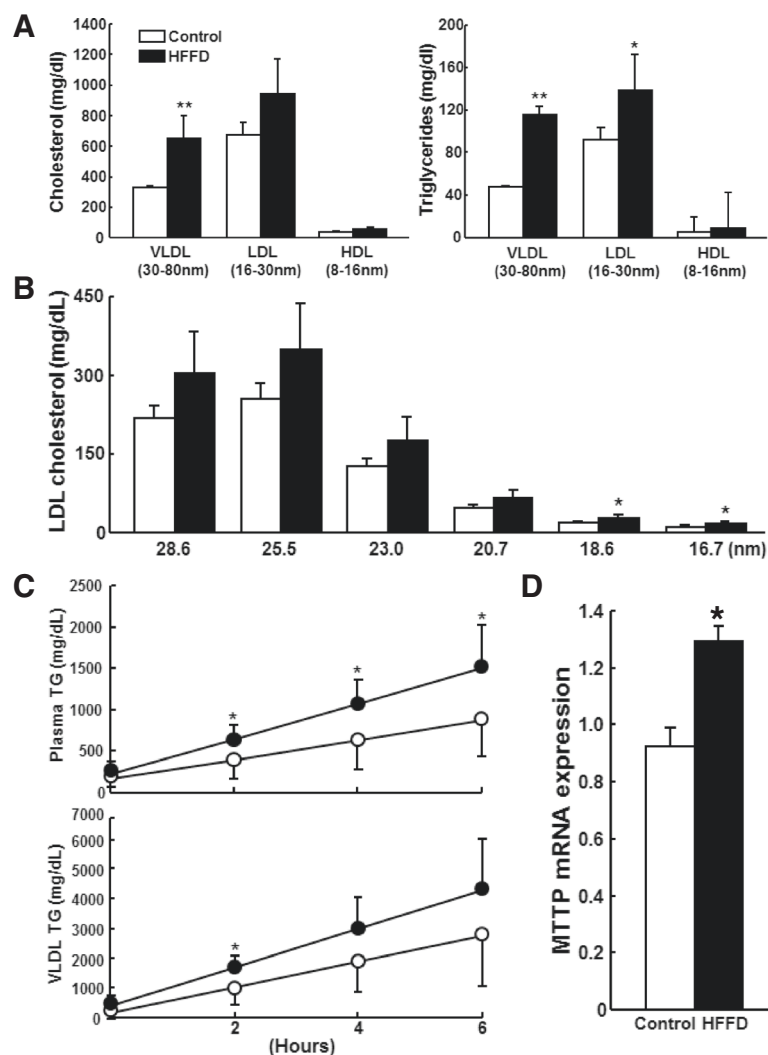 A
Cholesterol (mg/dl)
1400
1200
1000
800
600
400
200
0
Control
HFFD
**
VLDL LDL HDL
(30-80nm) (16-30nm) (8-16nm)
Triglycerides (mg/dl)
200
160
120
80
40
0
**
*
VLDL LDL HDL
(30-80nm) (16-30nm) (8-16nm)
B
LDL cholesterol (mg/dL)
450
300
150
0
*
*
28.6 25.5 23.0 20.7 18.6 16.7 (nm)
C
Plasma TG (mg/dL)
2500
2000
1500
1000
500
0
*
*
*
VLDL TG (mg/dL)
7000
6000
5000
4000
3000
2000
1000
0
*
2 4 6
(Hours)
D
MTTP mRNA expression
1.4
1.2
1.0
0.8
0.6
0.4
0.2
0
*
Control HFFD